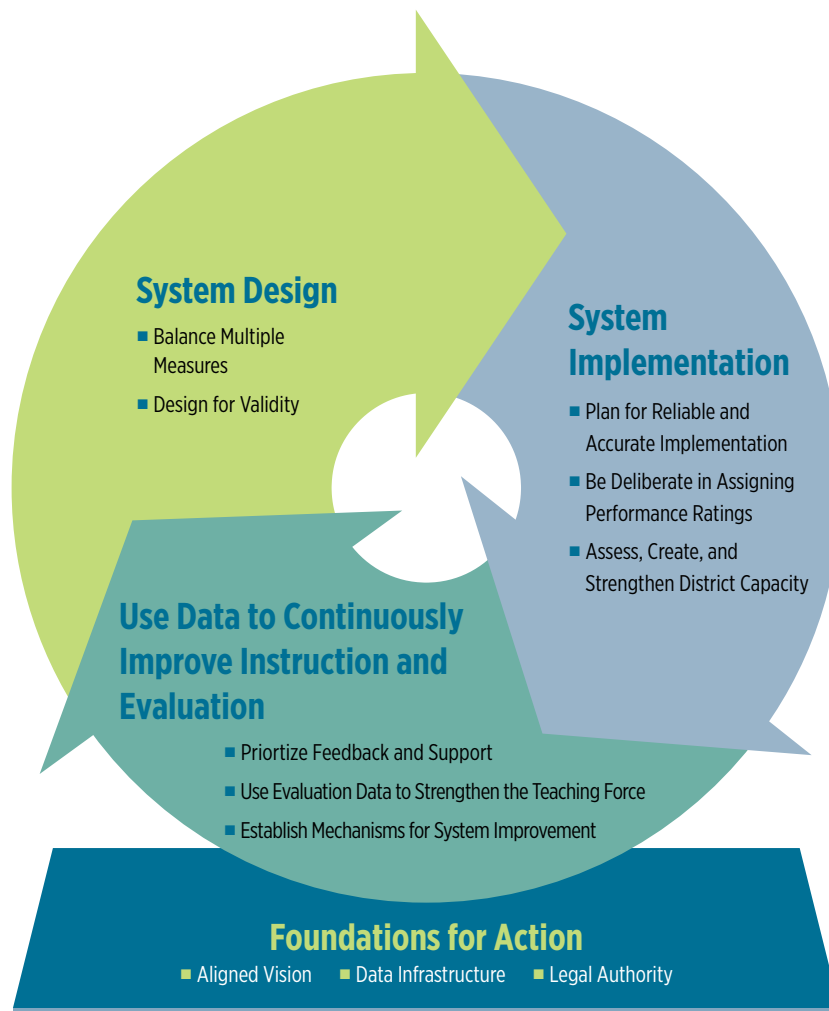 System Design
■ Balance Multiple
Measures
■ Design for Validity
System
Implementation
■ Plan for Reliable and
Accurate Implementation
■ Be Deliberate in Assigning
Performance Ratings
■ Assess, Create, and
Strengthen District Capacity
Use Data to Continuously
Improve Instruction and
Evaluation
■ Priortize Feedback and Support
■ Use Evaluation Data to Strengthen the Teaching Force
■ Establish Mechanisms for System Improvement
Foundations for Action
■ Aligned Vision ■ Data Infrastructure ■ Legal Authority